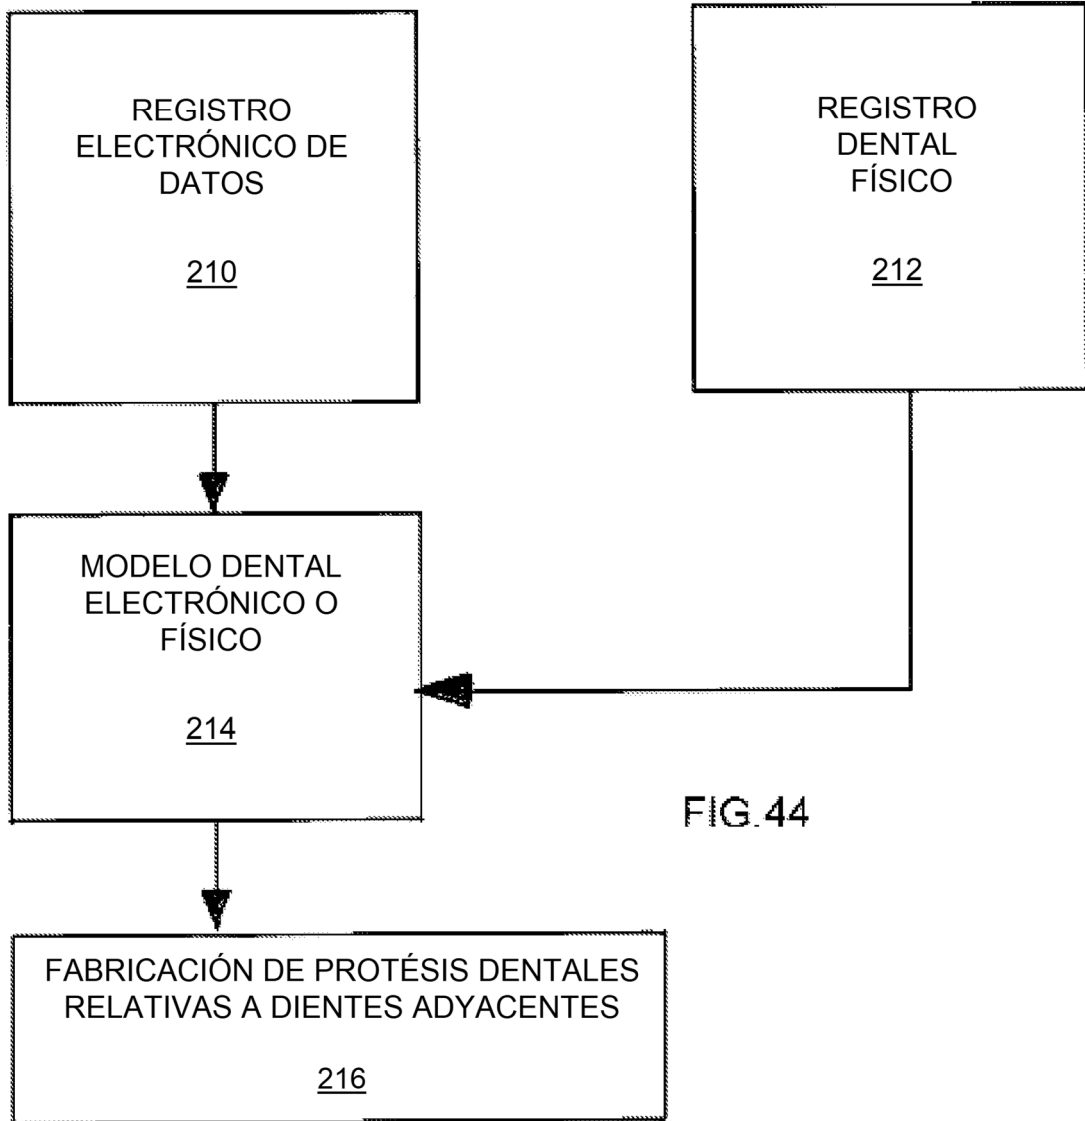 REGISTRO
ELECTRÓNICO DE
DATOS
210
REGISTRO
DENTAL
FÍSICO
212
MODELO DENTAL
ELECTRÓNICO O
FÍSICO
214
FIG.44
FABRICACIÓN DE PROTÉSIS DENTALES
RELATIVAS A DIENTES ADYACENTES
216